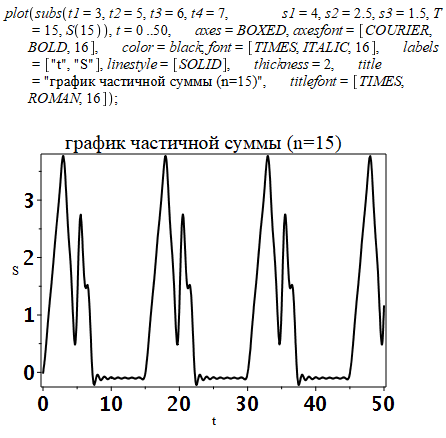 plot(subs(t1 = 3, t2 = 5, t3 = 6, t4 = 7, s1 = 4, s2 = 2.5, s3 = 1.5, T
= 15, S(15)), t = 0 ..50, axes = BOXED, axesfont = [COURIER,
BOLD, 16], color = black, font = [TIMES, ITALIC, 16], labels
= ["t", "S"], linestyle = [SOLID], thickness = 2, title
= "график частичной суммы (n=15)", titlefont = [TIMES,
ROMAN, 16]);
график частичной суммы (n=15)
3
2
S
1
0
0 10 20 30 40 50
t